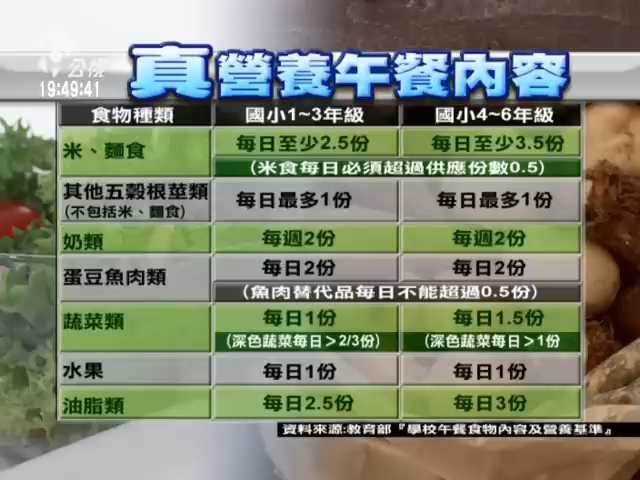 公視
19:49:41
真營養午餐內容
食物種類 國小1~3年級 國小4~6年級
米、麵食 每日至少2.5份 每日至少3.5份
(米食每日必須超過供應份數0.5)
其他五穀根莖類 每日最多1份 每日最多1份
(不包括米、麵食)
奶類 每週2份 每週2份
蛋豆魚肉類 每日2份 每日2份
(魚肉替代品每日不能超過0.5份)
蔬菜類 每日1份 每日1.5份
(深色蔬菜每日>2/3份) (深色蔬菜每日>1份
水果 每日1份 每日1份
油脂類 每日2.5份 每日3份
資料來源:教育部『學校午餐食物內容及營養基準』